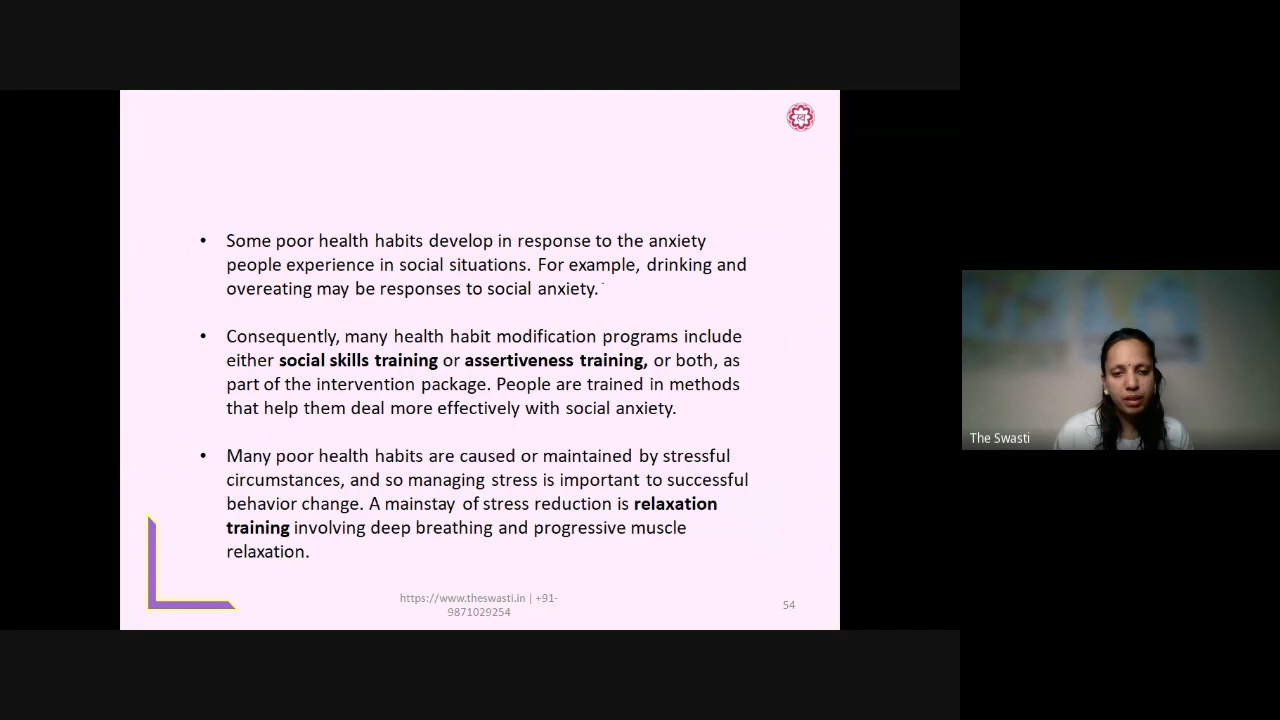 • Some poor health habits develop in response to the anxiety
people experience in social situations. For example, drinking and
overeating may be responses to social anxiety.
• Consequently, many health habit modification programs include
either social skills training or assertiveness training, or both, as
part of the intervention package. People are trained in methods
that help them deal more effectively with social anxiety.
• Many poor health habits are caused or maintained by stressful
circumstances, and so managing stress is important to successful
behavior change. A mainstay of stress reduction is relaxation
training involving deep breathing and progressive muscle
relaxation.
https://www.theswasti.in | +91-
9871029254
54
The Swasti